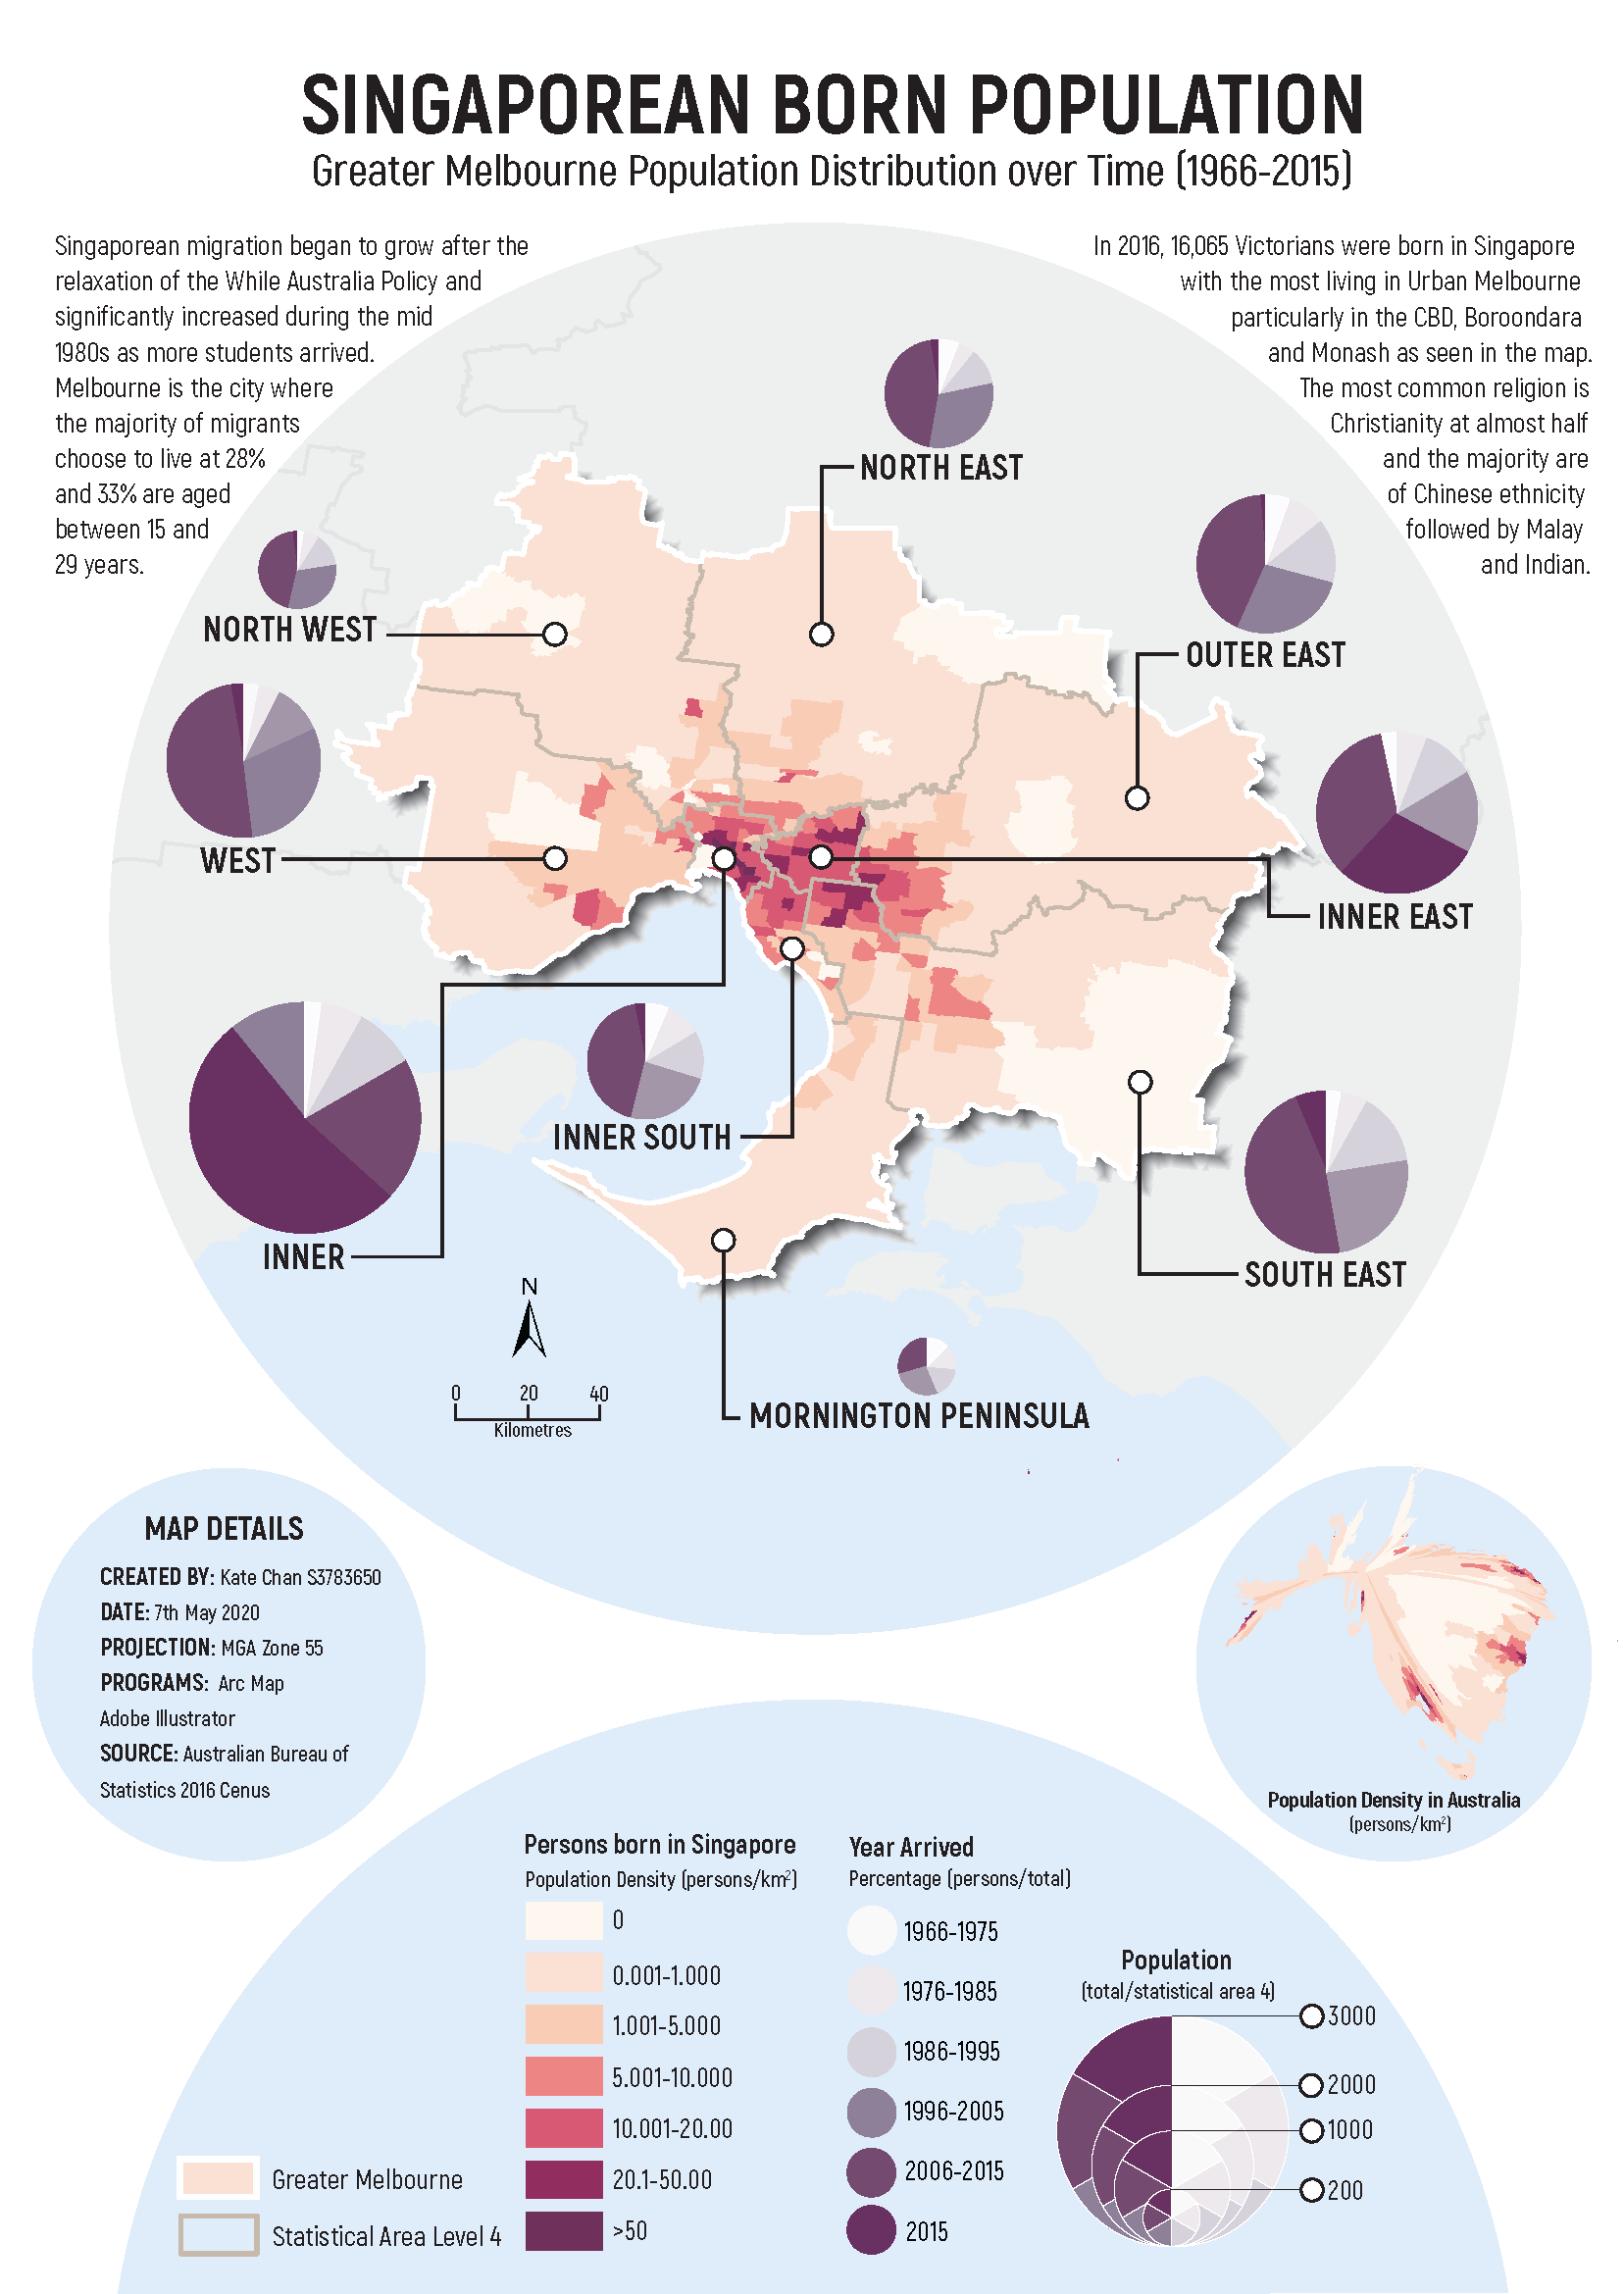 SINGAPOREAN BORN POPULATION
Greater Melbourne Population Distribution over Time (1966-2015)
Singaporean migration began to grow after the
relaxation of the While Australia Policy and
significantly increased during the mid
1980s as more students arrived.
Melbourne is the city where
the majority of migrants
choose to live at 28%
and 33% are aged
between 15 and
29 years.
In 2016, 16,065 Victorians were born in Singapore
with the most living in Urban Melbourne
particularly in the CBD, Boroondara
and Monash as seen in the map.
The most common religion is
Christianity at almost half
and the majority are
of Chinese ethnicity
followed by Malay
and Indian.
NORTH EAST
NORTH WEST
OUTER EAST
WEST
INNER EAST
INNER SOUTH
INNER
SOUTH EAST
MORNINGTON PENINSULA
N
0 20 40
Kilometres
MAP DETAILS
CREATED BY: Kate Chan S3783650
DATE: 7th May 2020
PROJECTION: MGA Zone 55
PROGRAMS: Arc Map
Adobe Illustrator
SOURCE: Australian Bureau of
Statistics 2016 Cenus
Population Density in Australia
(persons/km²)
Greater Melbourne
Statistical Area Level 4
Persons born in Singapore
Population Density (persons/km²)
0
0.001-1.000
1.001-5.000
5.001-10.000
10.001-20.00
20.1-50.00
>50
Year Arrived
Percentage (persons/total)
1966-1975
1976-1985
1986-1995
1996-2005
2006-2015
2015
Population
(total/statistical area 4)
3000
2000
1000
200